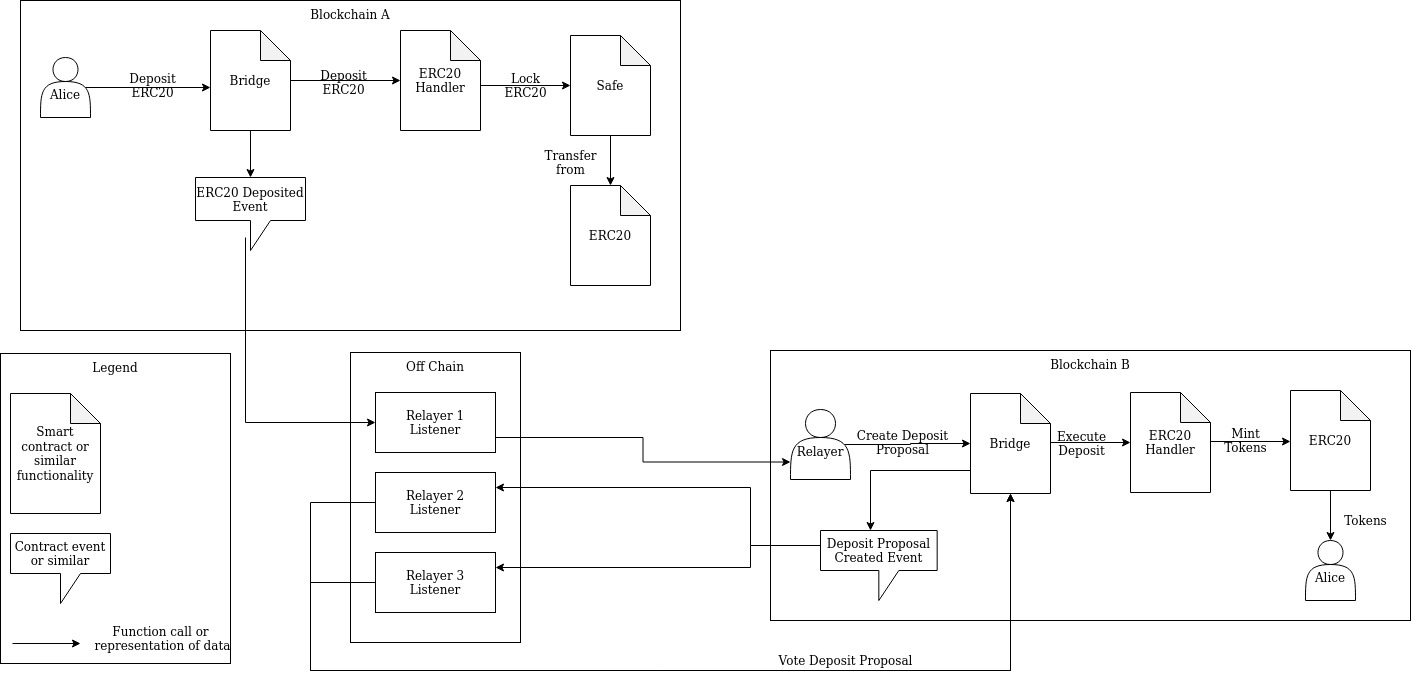 Blockchain A
Alice
Deposit
ERC20
Bridge
Deposit
ERC20
ERC20
Handler
Lock
ERC20
Safe
Transfer
from
ERC20
ERC20 Deposited
Event
Legend
Smart
contract or
similar
functionality
Contract event
or similar
Function call or
representation of data
Off Chain
Relayer 1
Listener
Relayer 2
Listener
Relayer 3
Listener
Blockchain B
Relayer
Create Deposit
Proposal
Bridge
Execute
Deposit
ERC20
Handler
Mint
Tokens
ERC20
Tokens
Alice
Deposit Proposal
Created Event
Vote Deposit Proposal